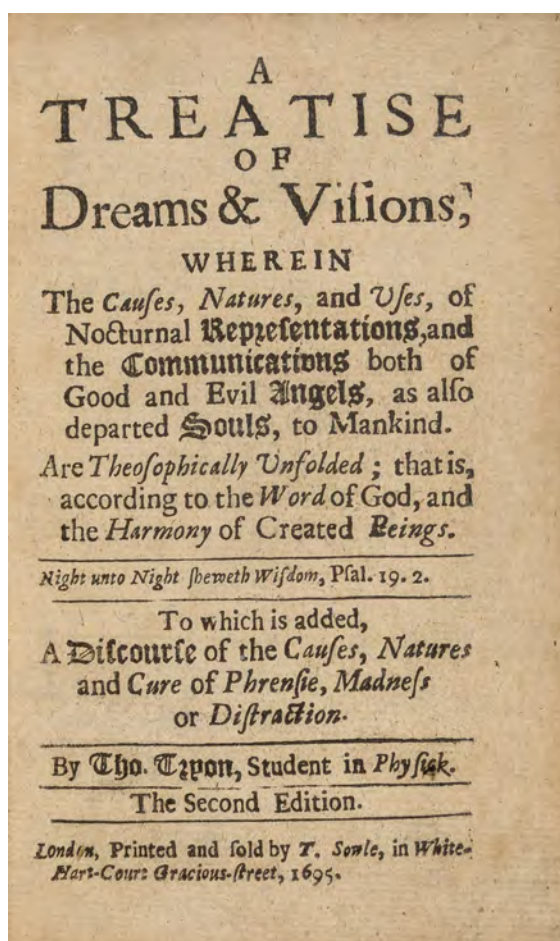 A
TREATISE
OF
Dreams & Viſions,
WHEREIN
The Cauſes, Natures, and Uſes, of
Nocturnal Repreſentations, and
the Communications both of
Good and Evil Angels, as alſo
departed Souls, to Mankind.
Are Theoſophically Unfolded; that is,
according to the Word of God, and
the Harmony of Created Beings.
Night unto Night ſheweth Wiſdom, Pſal. 19. 2.
To which is added,
A Diſcourſe of the Cauſes, Natures
and Cure of Phrenſie, Madneſs
or Diſtraction.
By Tho. Tryon, Student in Phyſick.
The Second Edition.
London, Printed and ſold by T. Sowle, in White-
Hart-Court Gracious-ſtreet, 1695.